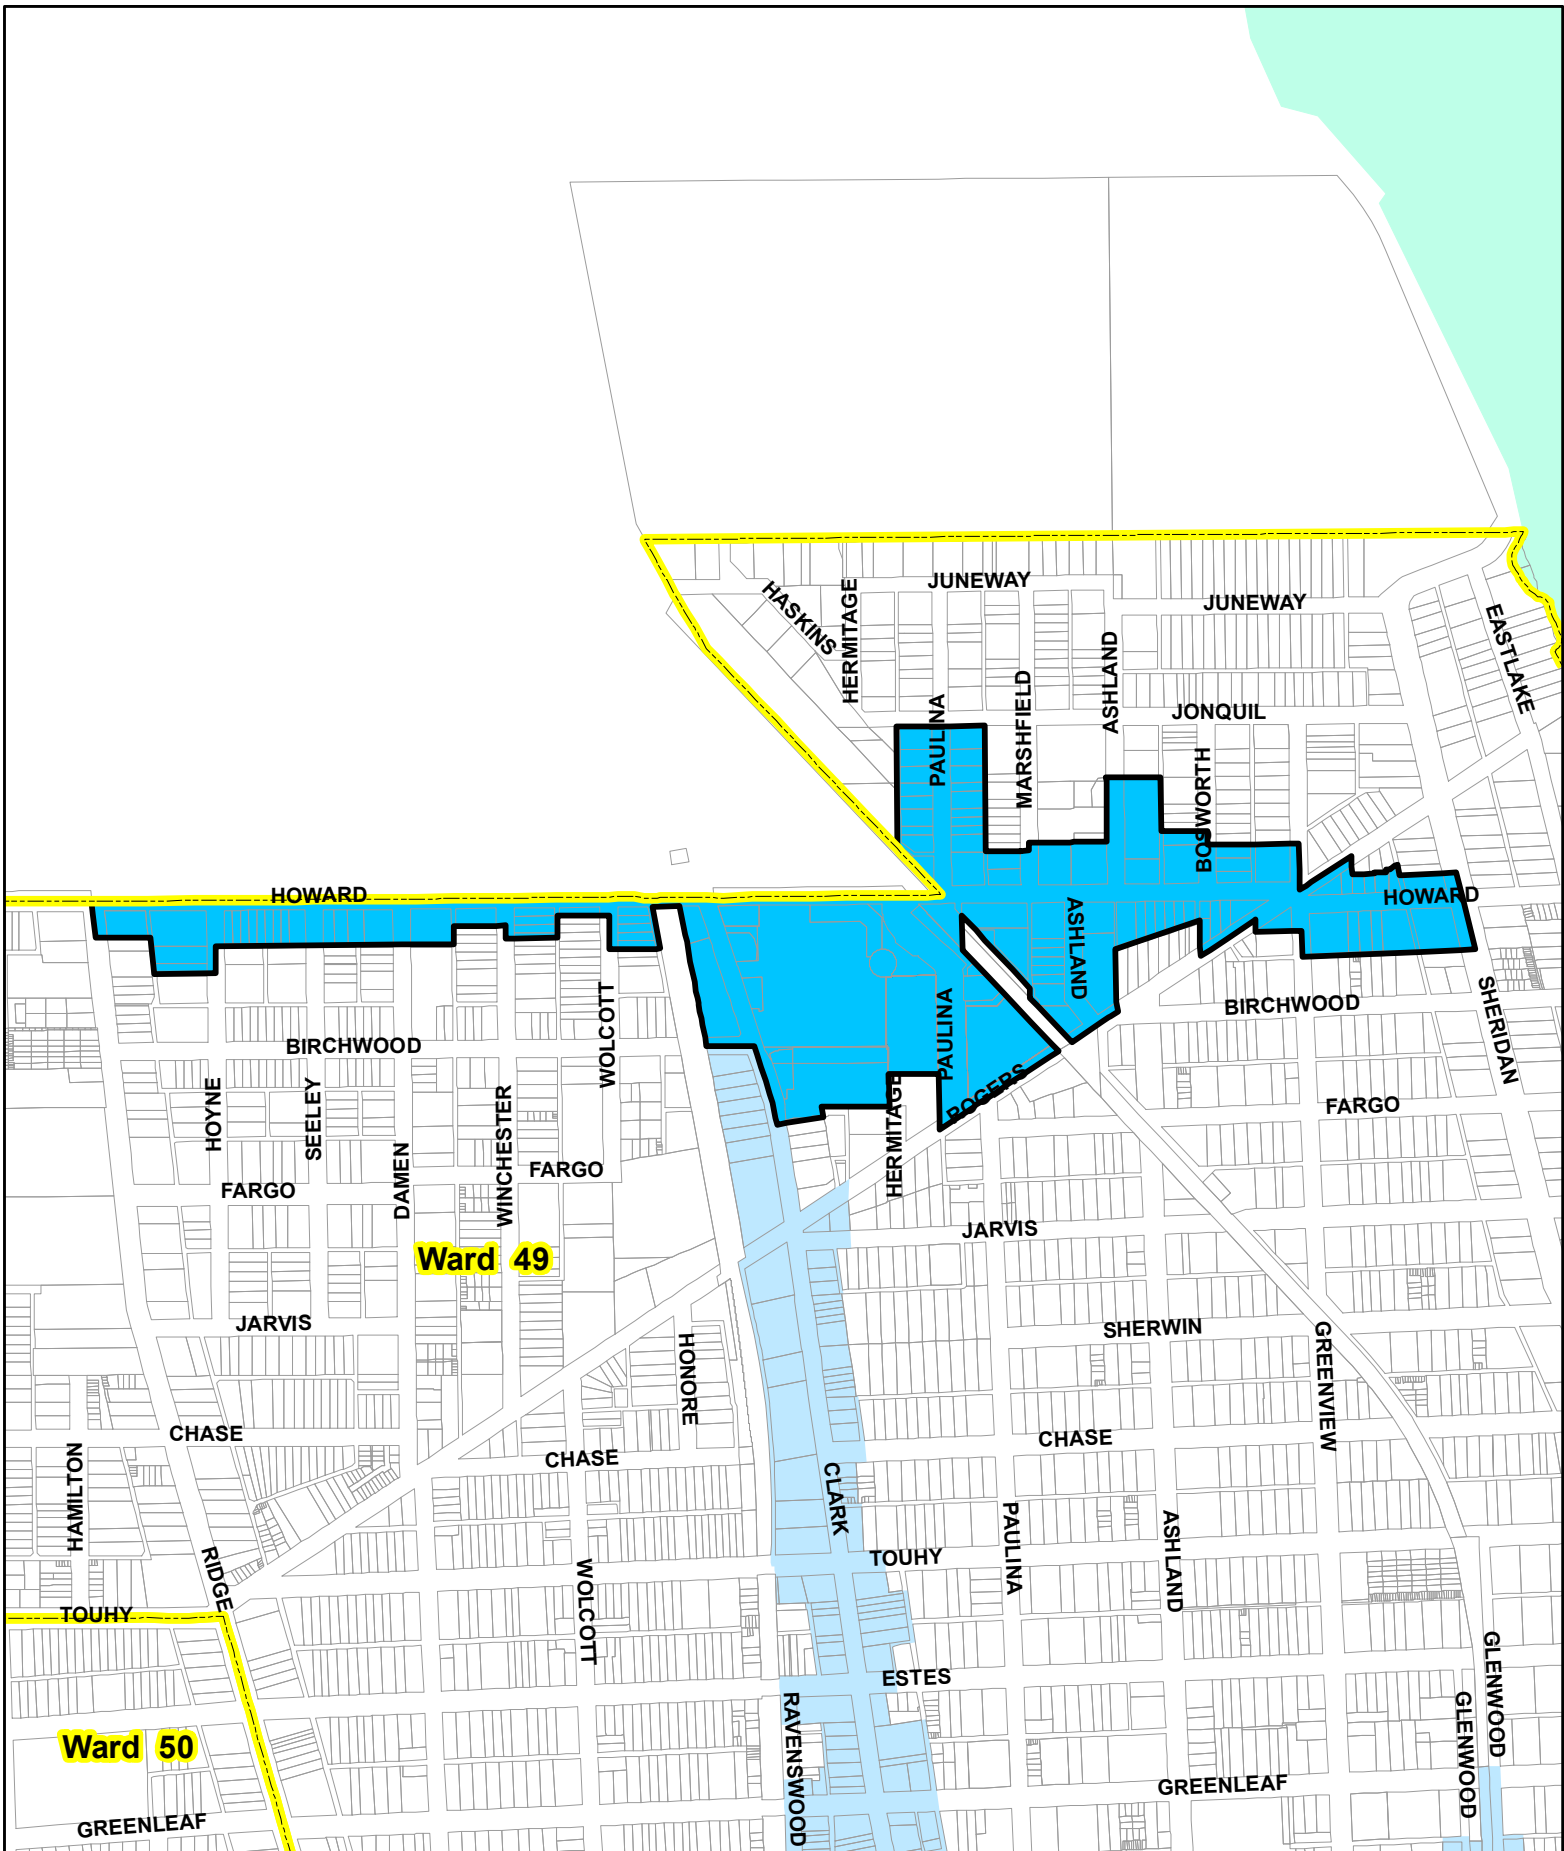 JUNEWAY
HASKINS
HERMITAGE
JUNEWAY
EASTLAKE
ASHLAND
MARSHFIELD
PAULINA
JONQUIL
BOSWORTH
HOWARD
HOWARD
ASHLAND
WOLCOTT
PAULINA
BIRCHWOOD
SHERIDAN
BIRCHWOOD
HOYNE
SEELEY
WINCHESTER
HERMITAGE
ROGERS
FARGO
DAMEN
FARGO
FARGO
JARVIS
Ward 49
JARVIS
HONORE
SHERWIN
GREENVIEW
CHASE
CHASE
CHASE
HAMILTON
CLARK
PAULINA
ASHLAND
RIDGE
TOUHY
WOLCOTT
TOUHY
ESTES
GLENWOOD
GLENWOOD
RAVENSWOOD
Ward 50
GREENLEAF
GREENLEAF